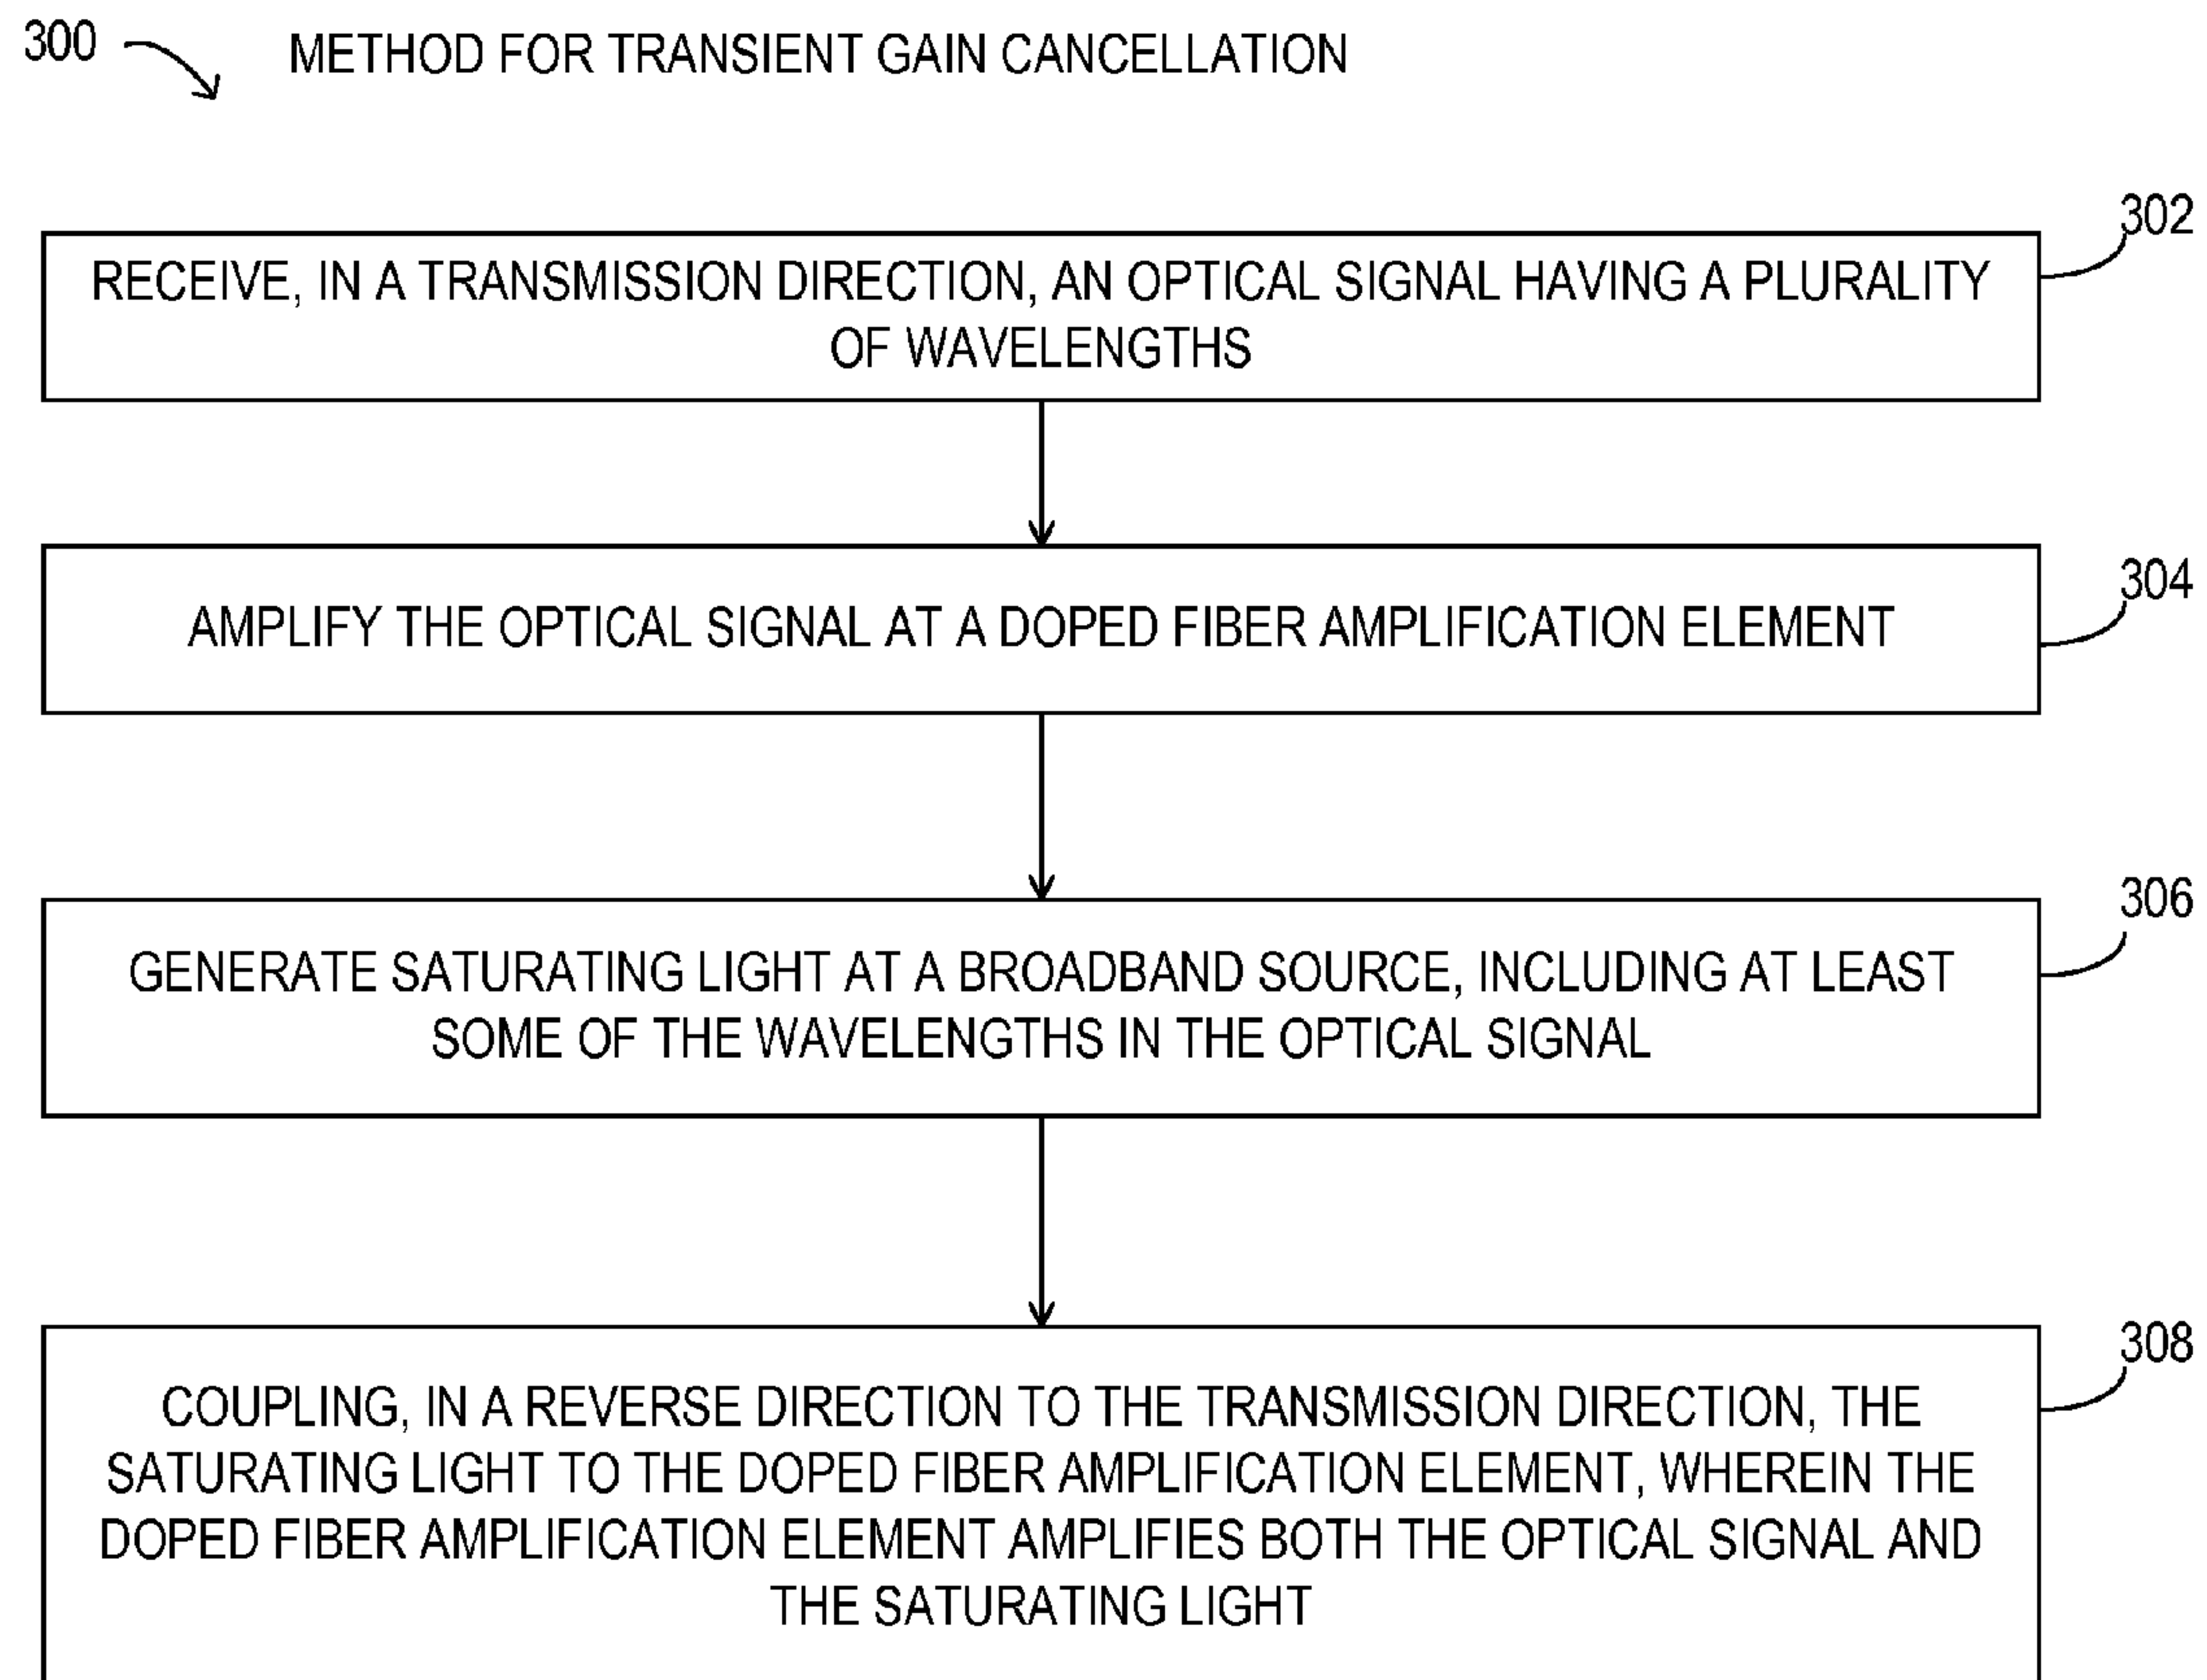 300
METHOD FOR TRANSIENT GAIN CANCELLATION
302
RECEIVE, IN A TRANSMISSION DIRECTION, AN OPTICAL SIGNAL HAVING A PLURALITY
OF WAVELENGTHS
304
AMPLIFY THE OPTICAL SIGNAL AT A DOPED FIBER AMPLIFICATION ELEMENT
306
GENERATE SATURATING LIGHT AT A BROADBAND SOURCE, INCLUDING AT LEAST
SOME OF THE WAVELENGTHS IN THE OPTICAL SIGNAL
308
COUPLING, IN A REVERSE DIRECTION TO THE TRANSMISSION DIRECTION, THE
SATURATING LIGHT TO THE DOPED FIBER AMPLIFICATION ELEMENT, WHEREIN THE
DOPED FIBER AMPLIFICATION ELEMENT AMPLIFIES BOTH THE OPTICAL SIGNAL AND
THE SATURATING LIGHT